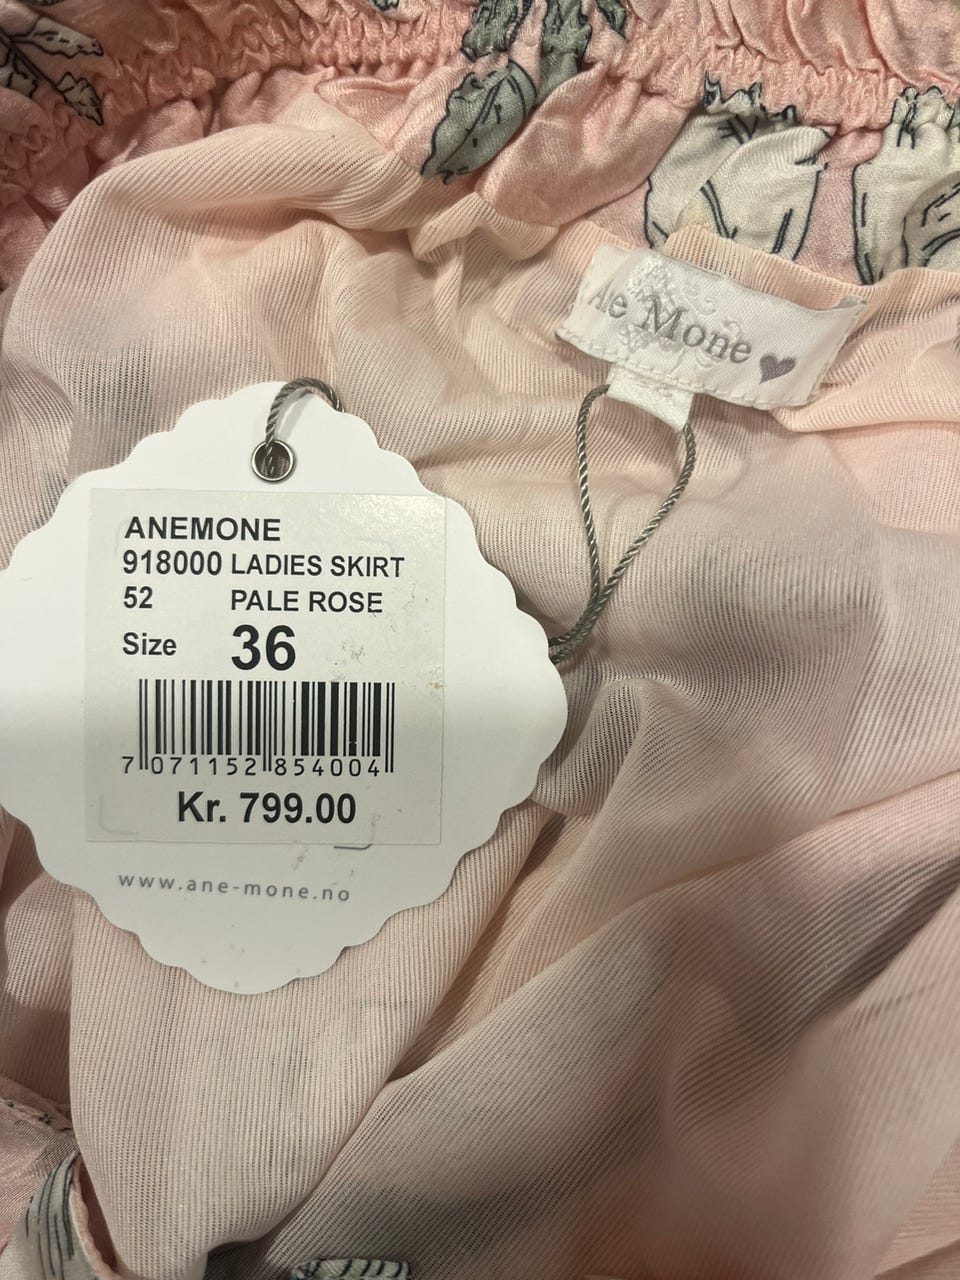 Ane Mone
ANEMONE
918000 LADIES SKIRT
52 PALE ROSE
Size 36
7 071152 854004
Kr. 799.00
www.ane-mone.no